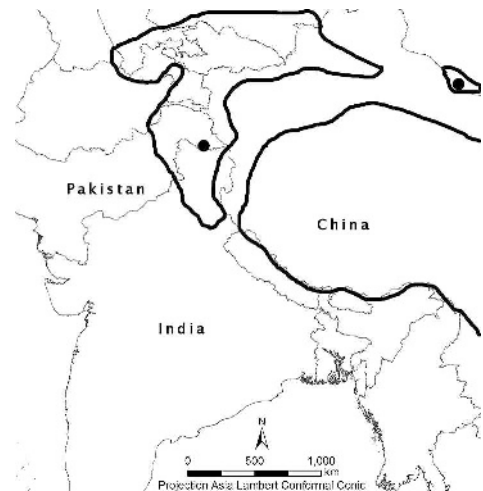 Pakistan
China
India
N
0 500 1,000
km
Projection Asia Lambert Conformal Conic